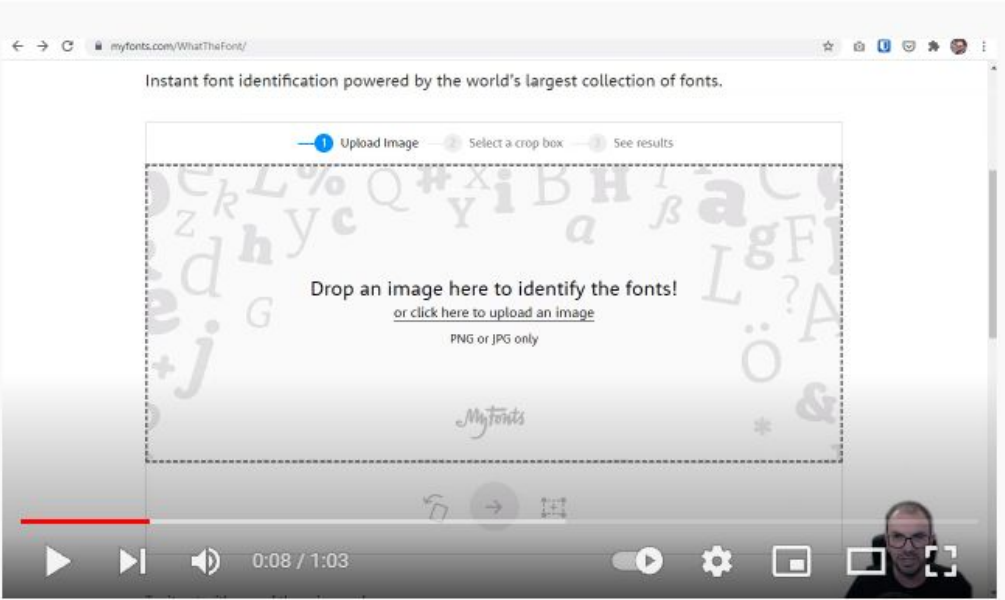 myfonts.com/WhatTheFont/
Instant font identification powered by the world's largest collection of fonts.
1 Upload Image 2 Select a crop box 3 See results
Drop an image here to identify the fonts!
or click here to upload an image
PNG or JPG only
MyFonts
0:08 / 1:03